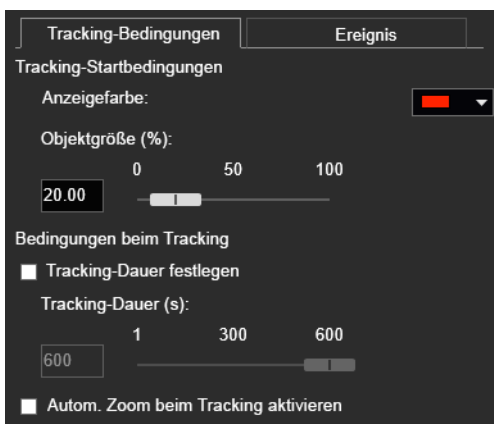 Tracking-Bedingungen Ereignis
Tracking-Startbedingungen
Anzeigefarbe:
Objektgröße (%):
0 50 100
20.00
Bedingungen beim Tracking
Tracking-Dauer festlegen
Tracking-Dauer (s):
1 300 600
600
Autom. Zoom beim Tracking aktivieren